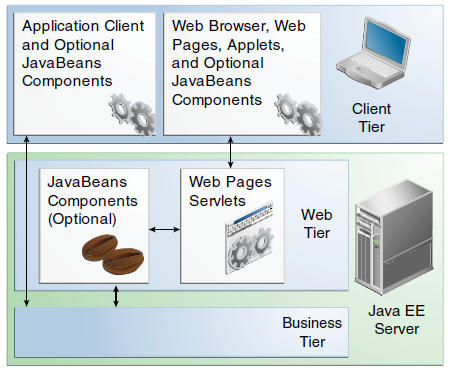 Application Client
and Optional
JavaBeans
Components
Web Browser, Web
Pages, Applets,
and Optional
JavaBeans
Components
Client
Tier
JavaBeans
Components
(Optional)
Web Pages
Servlets
Web
Tier
Java EE
Server
Business
Tier